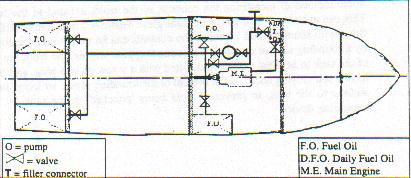 F.O.
F.O.
F.O.
F.O.
M.E.
O = pump
= valve
T = filler connector
F.O. Fuel Oil
D.F.O. Daily Fuel Oil
M.E. Main Engine